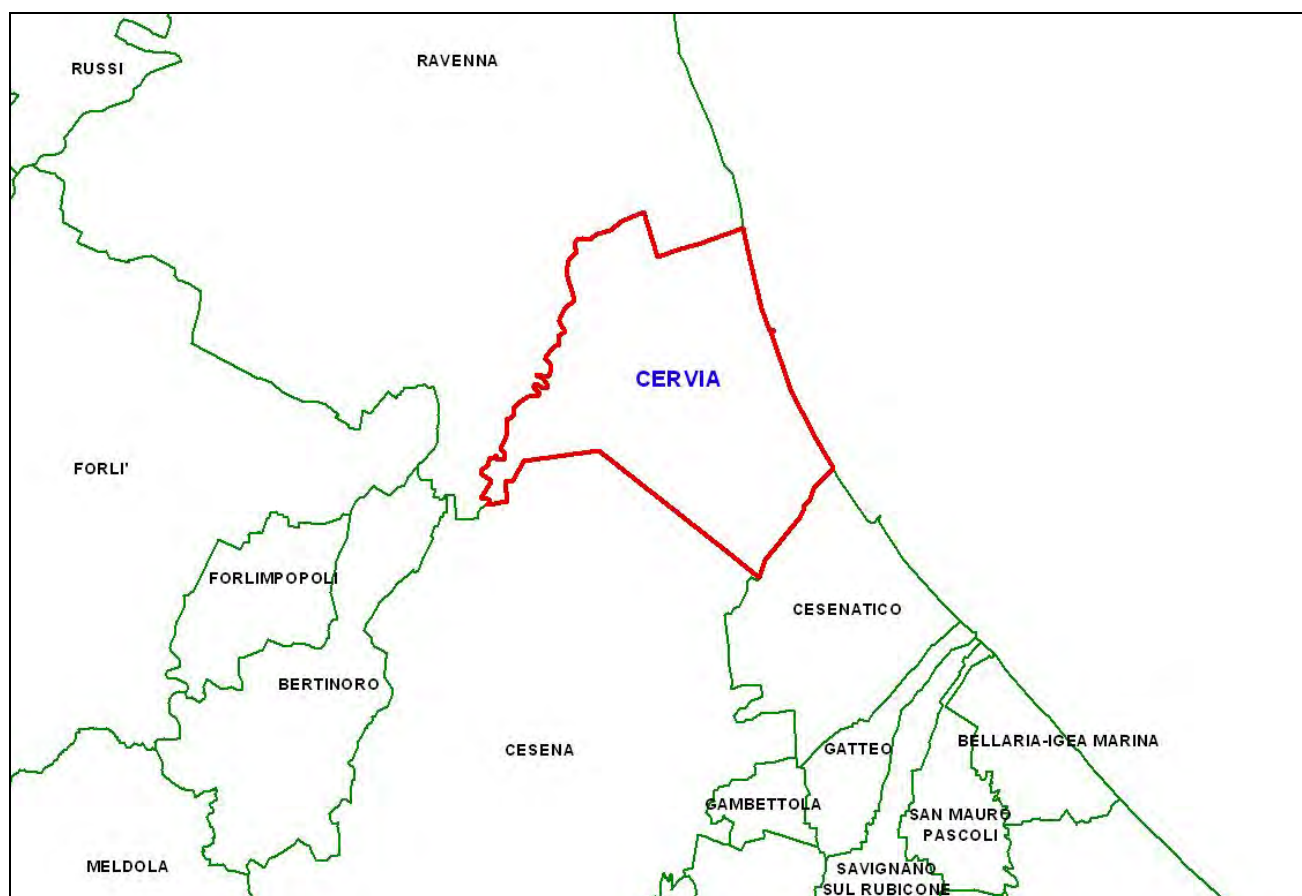 RAVENNA
RUSSI
CERVIA
FORLI'
FORLIMPOPOLI
CESENATICO
BERTINORO
CESENA
GATTEO
BELLARIA-IGEA MARINA
GAMBETTOLA
SAN MAURO
PASCOLI
MELDOLA
SAVIGNANO
SUL RUBICONE